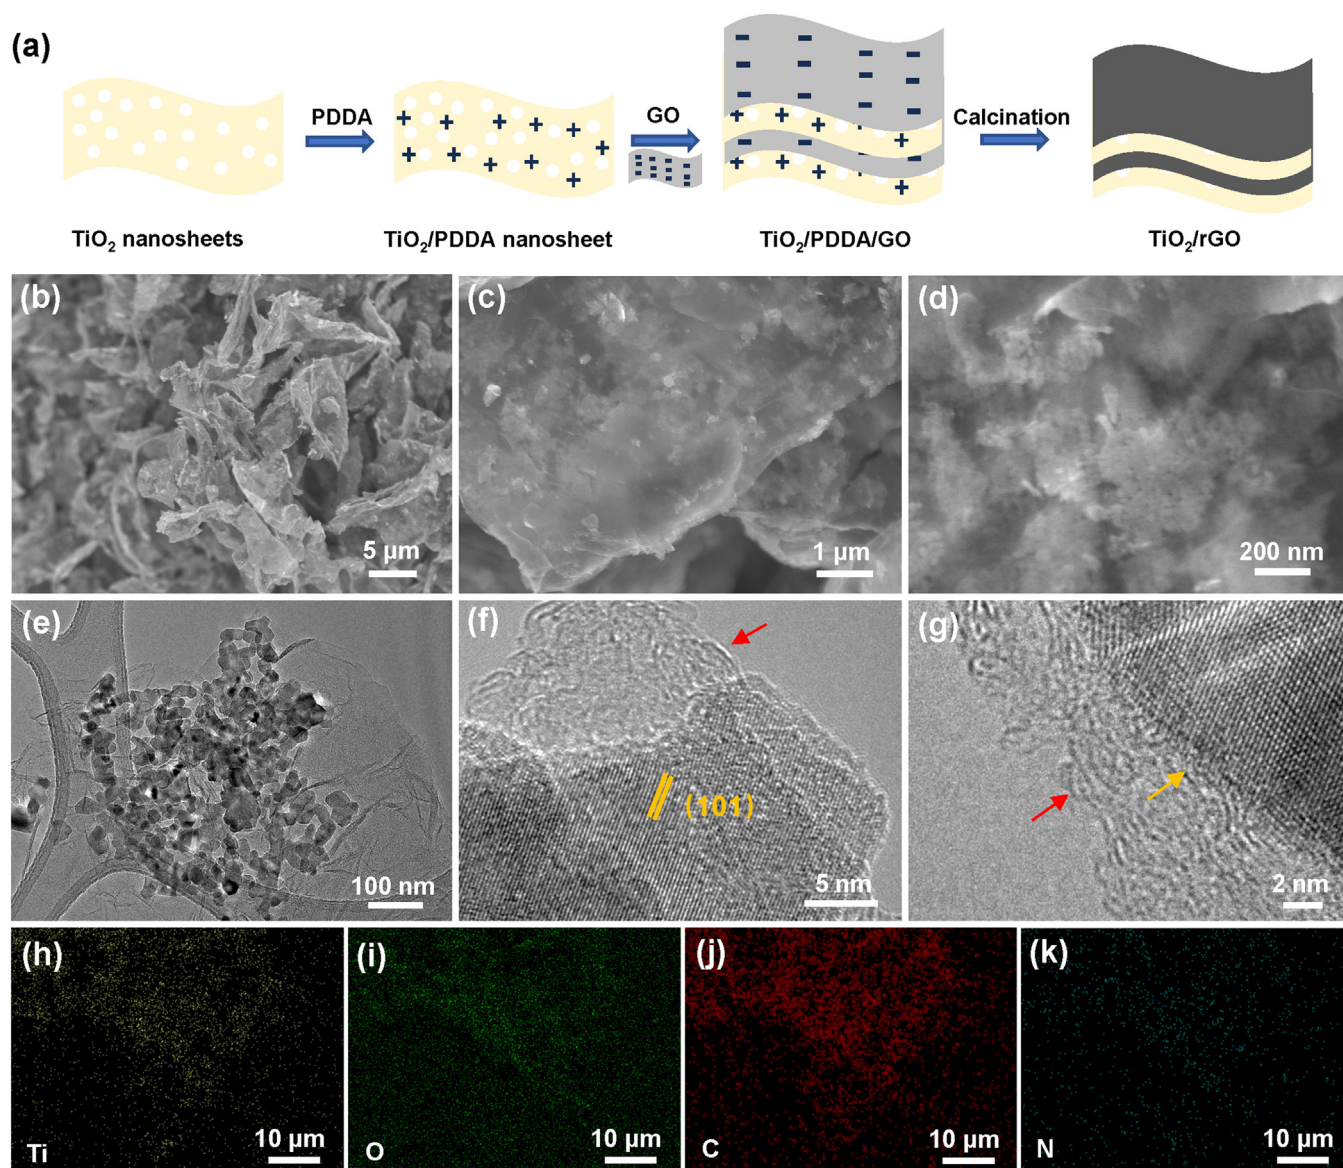 (a)
PDDA
GO
Calcination
TiO₂ nanosheets
TiO₂/PDDA nanosheet
TiO₂/PDDA/GO
TiO₂/rGO
(b)
5 µm
(c)
1 µm
(d)
200 nm
(e)
100 nm
(f)
(101)
5 nm
(g)
2 nm
(h)
Ti
10 µm
(i)
O
10 µm
(j)
C
10 µm
(k)
N
10 µm